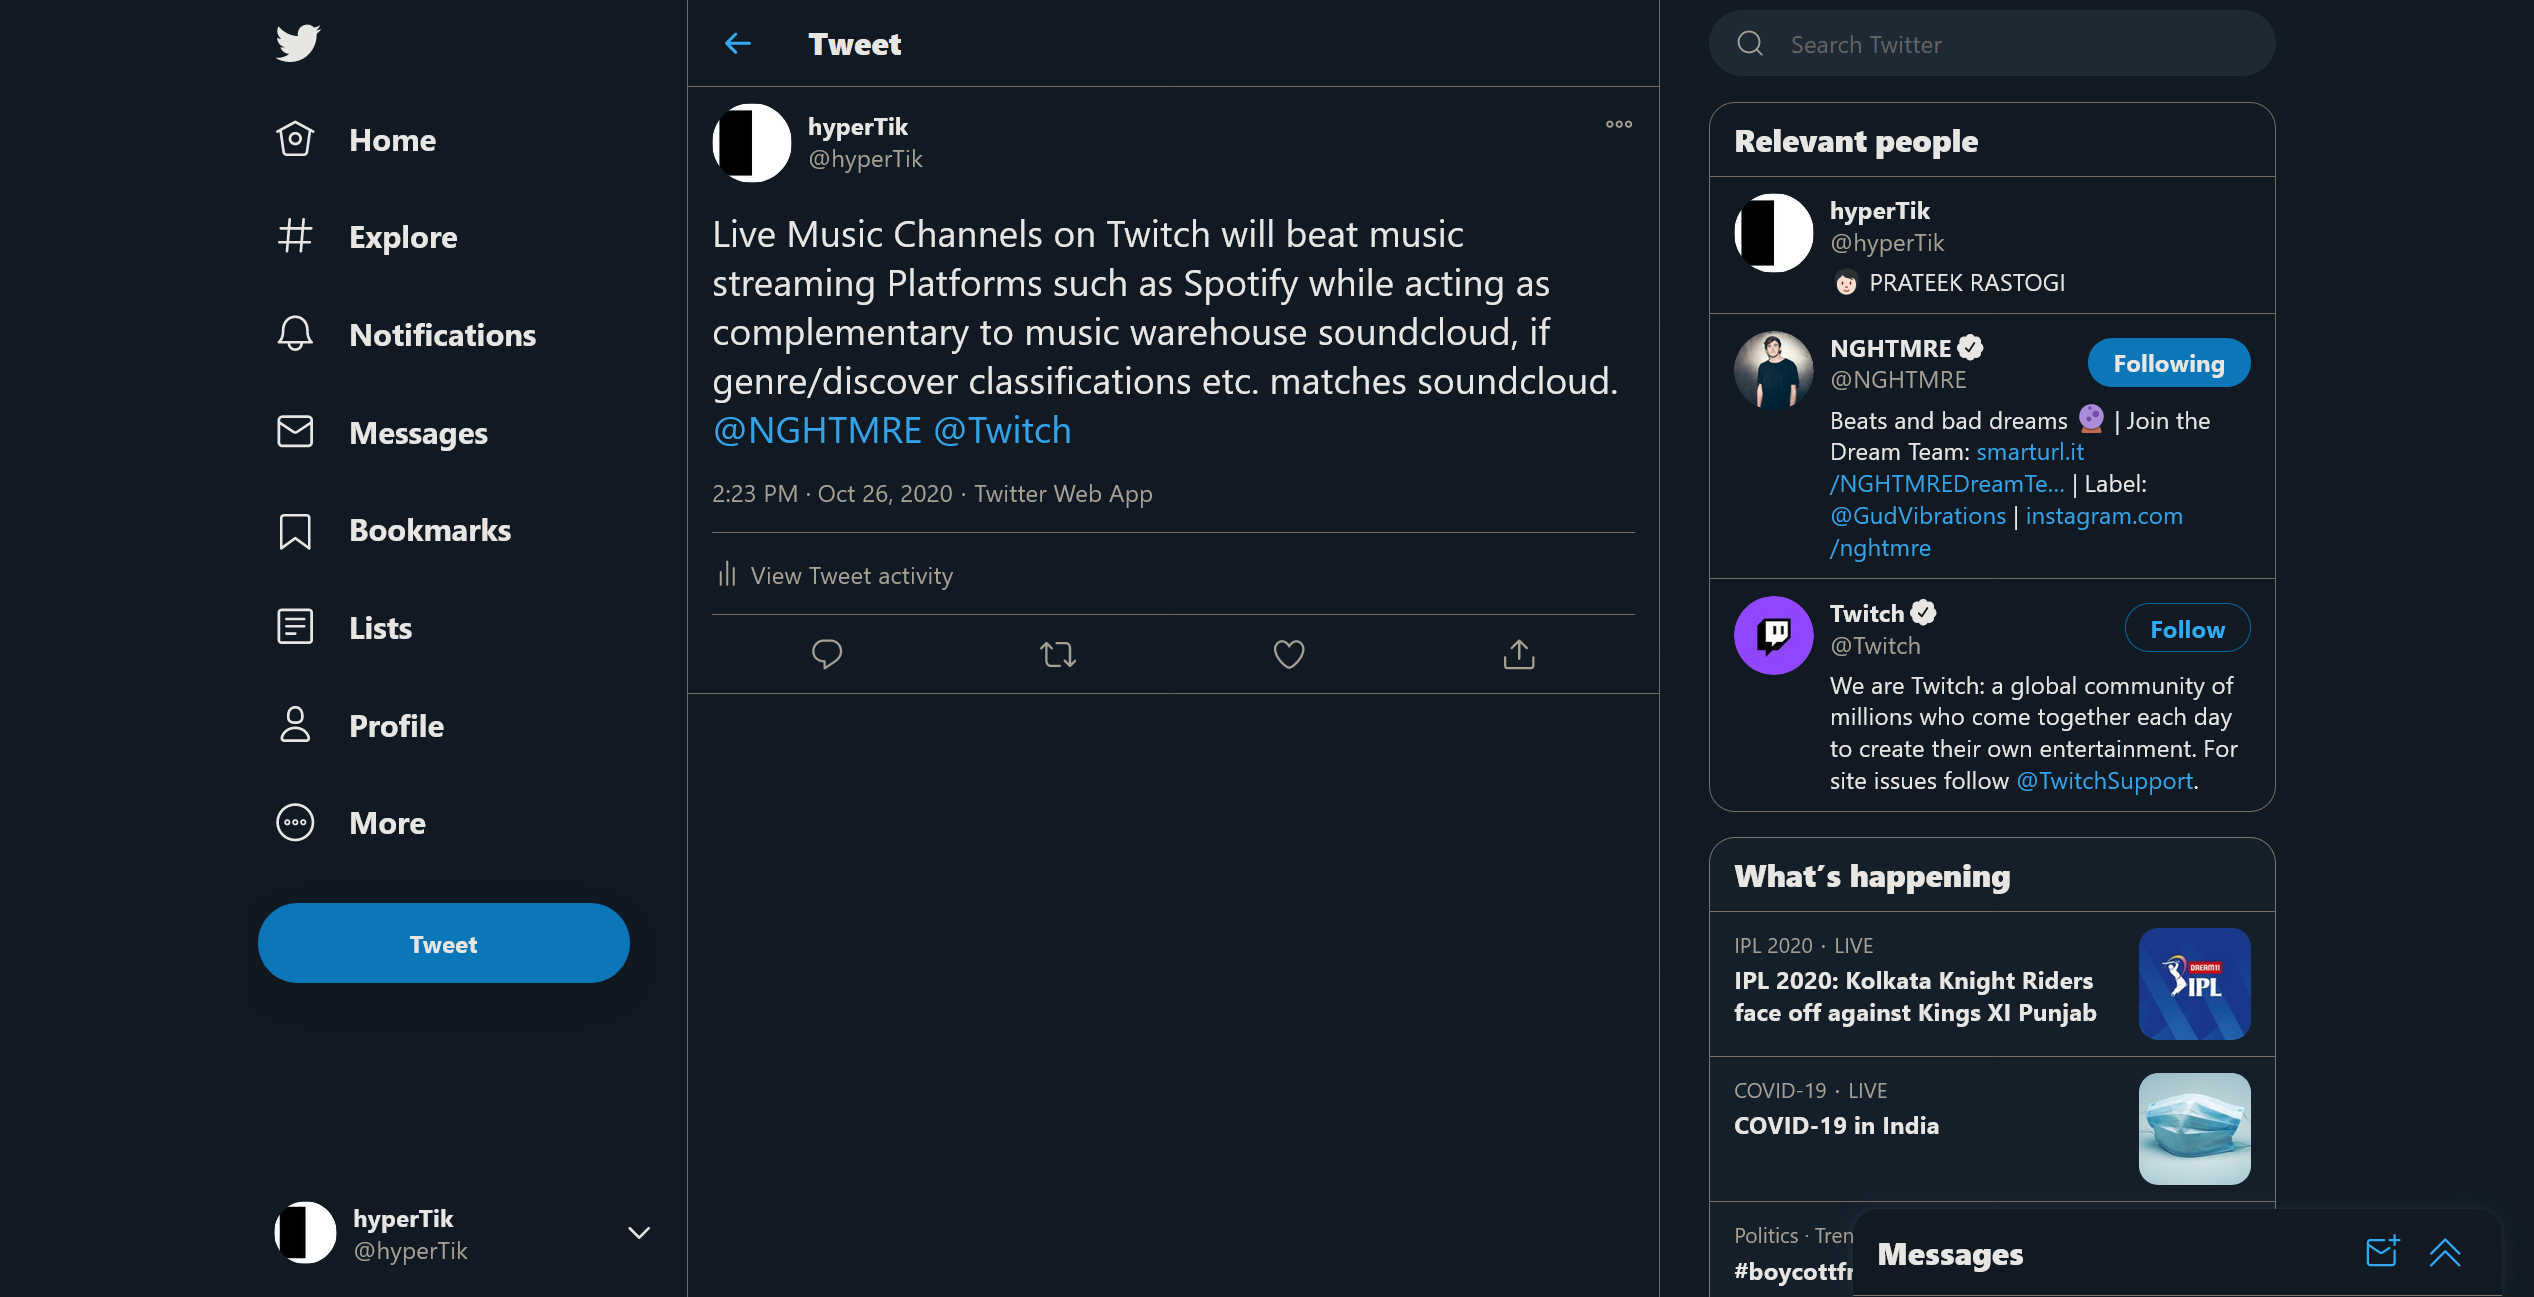 Home
Explore
Notifications
Messages
Bookmarks
Lists
Profile
More
Tweet
hyperTik
@hyperTik
Tweet
hyperTik
@hyperTik
Live Music Channels on Twitch will beat music
streaming Platforms such as Spotify while acting as
complementary to music warehouse soundcloud, if
genre/discover classifications etc. matches soundcloud.
@NGHTMRE @Twitch
2:23 PM · Oct 26, 2020 · Twitter Web App
View Tweet activity
Search Twitter
Relevant people
hyperTik
@hyperTik
PRATEEK RASTOGI
NGHTMRE
@NGHTMRE
Following
Beats and bad dreams 🔮 | Join the
Dream Team: smarturl.it
/NGHTMREDreamTe... | Label:
@GudVibrations | instagram.com
/nghtmre
Twitch
@Twitch
Follow
We are Twitch: a global community of
millions who come together each day
to create their own entertainment. For
site issues follow @TwitchSupport.
What's happening
IPL 2020 · LIVE
IPL 2020: Kolkata Knight Riders
face off against Kings XI Punjab
DREAM11
IPL
COVID-19 · LIVE
COVID-19 in India
Politics · Tren
#boycottfr
Messages